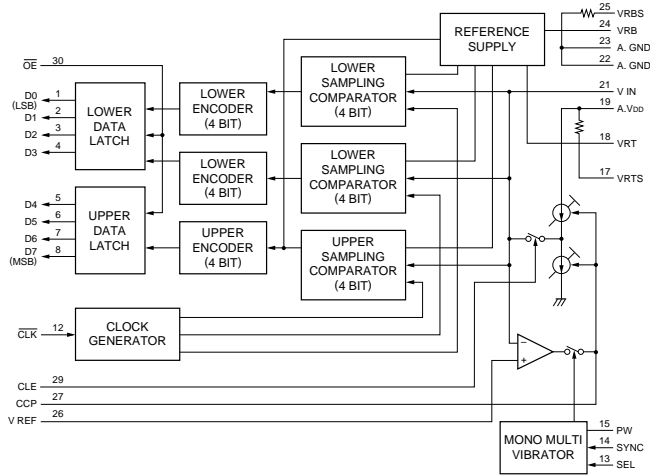 25 VRBS
24 VRB
23 A. GND
22 A. GND
21 V IN
19 A.VDD
18 VRT
17 VRTS
REFERENCE
SUPPLY
OE 30
D0 1
(LSB)
D1 2
D2 3
D3 4
LOWER
DATA
LATCH
LOWER
ENCODER
(4 BIT)
LOWER
SAMPLING
COMPARATOR
(4 BIT)
LOWER
ENCODER
(4 BIT)
LOWER
SAMPLING
COMPARATOR
(4 BIT)
D4 5
D5 6
D6 7
D7 8
(MSB)
UPPER
DATA
LATCH
UPPER
ENCODER
(4 BIT)
UPPER
SAMPLING
COMPARATOR
(4 BIT)
CLK 12
CLOCK
GENERATOR
− 
+
CLE 29
CCP 27
V REF 26
MONO MULTI
VIBRATOR
15 PW
14 SYNC
13 SEL